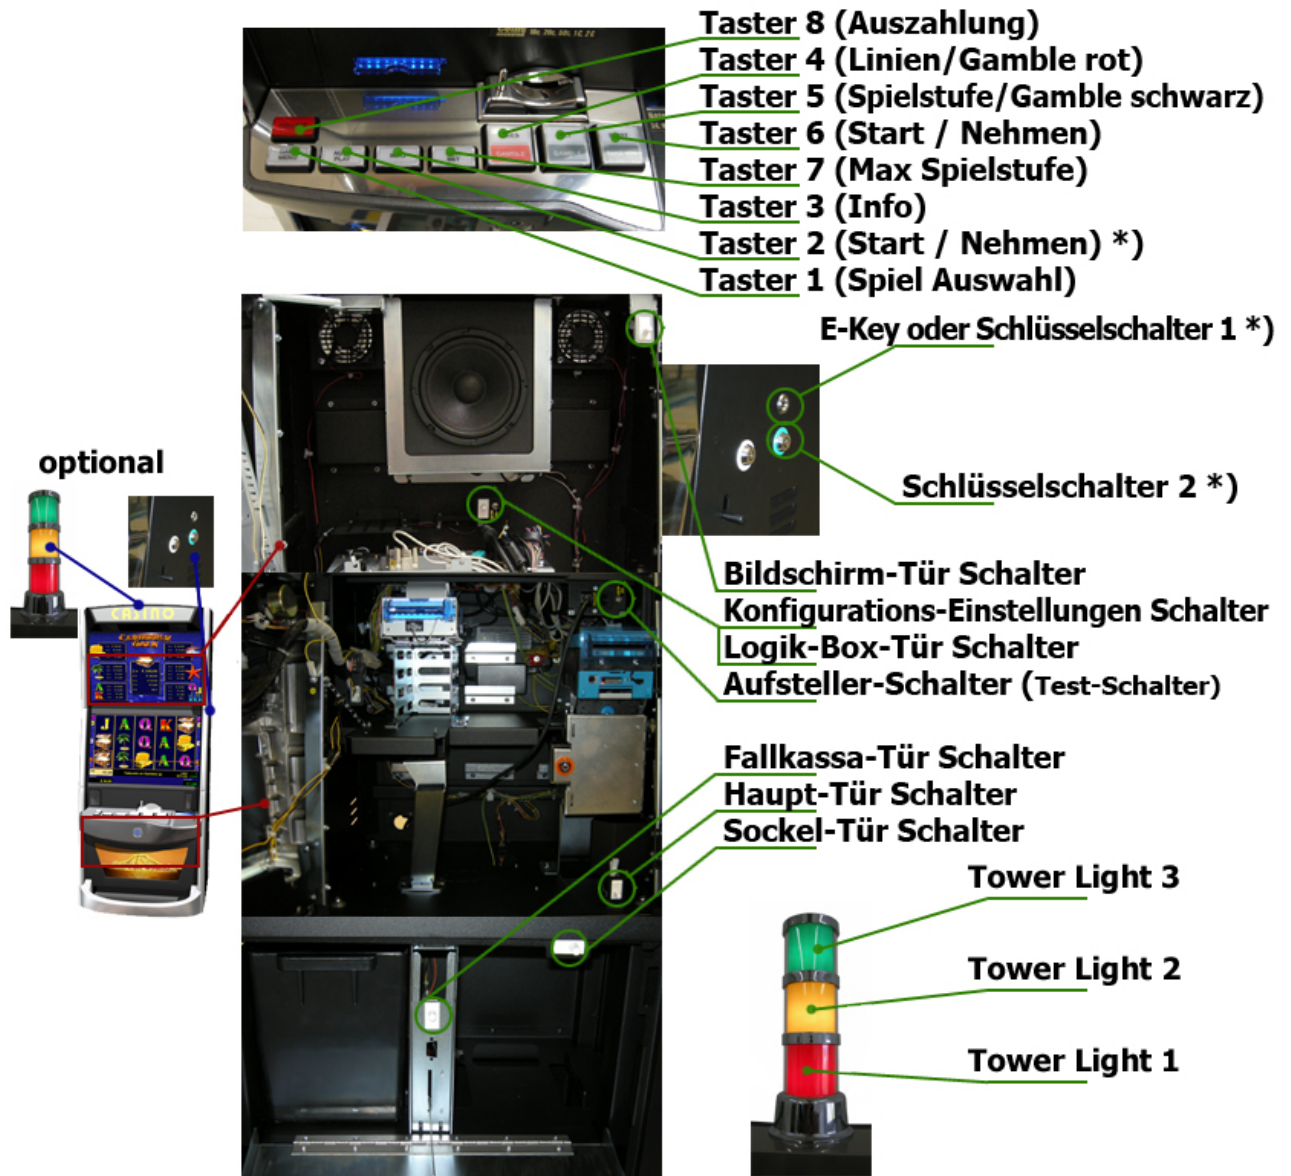 Taster 8 (Auszahlung)
Taster 4 (Linien/Gamble rot)
Taster 5 (Spielstufe/Gamble schwarz)
Taster 6 (Start / Nehmen)
Taster 7 (Max Spielstufe)
Taster 3 (Info)
Taster 2 (Start / Nehmen) *)
Taster 1 (Spiel Auswahl)
E-Key oder Schlüsselschalter 1 *)
Schlüsselschalter 2 *)
optional
CASINO
Bildschirm-Tür Schalter
Konfigurations-Einstellungen Schalter
Logik-Box-Tür Schalter
Aufsteller-Schalter (Test-Schalter)
J A Q K
Fallkassa-Tür Schalter
Haupt-Tür Schalter
Sockel-Tür Schalter
Tower Light 3
Tower Light 2
Tower Light 1